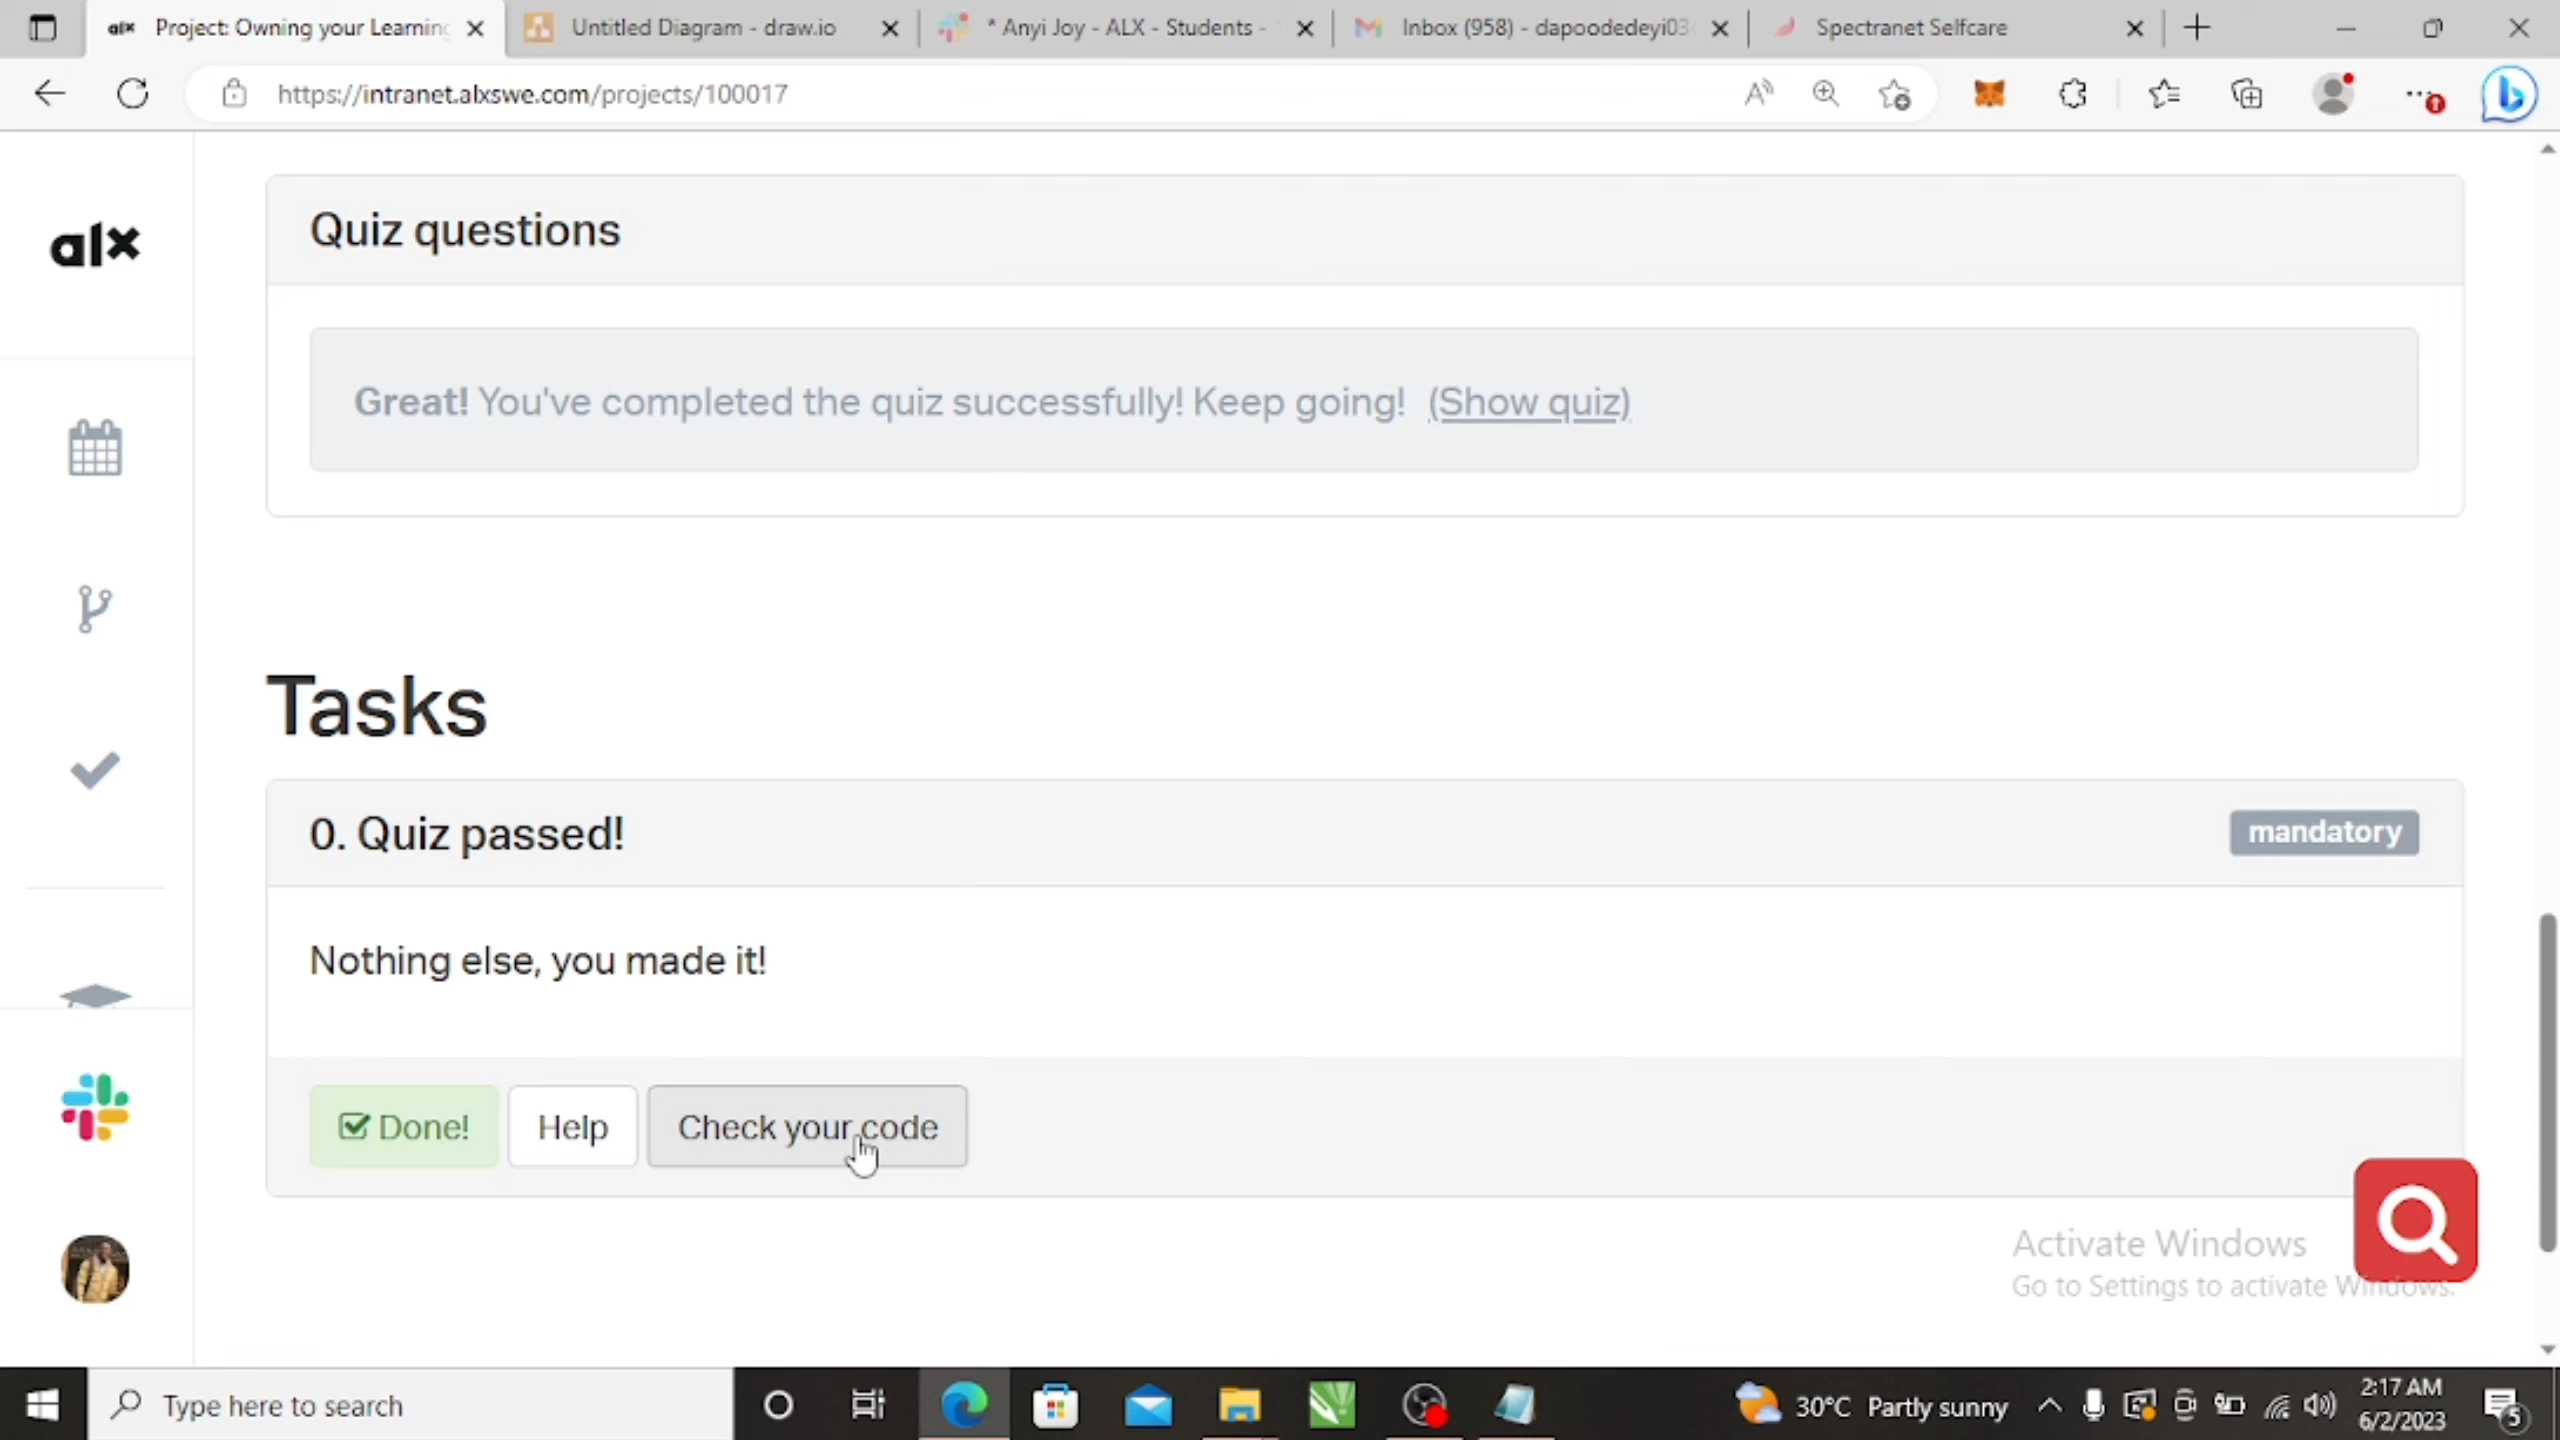 alx Project: Owning your Learning
Untitled Diagram - draw.io
* Anyi Joy - ALX - Students -
Inbox (958) - dapoodedeyi03
Spectranet Selfcare
https://intranet.alxswe.com/projects/100017
alx
Quiz questions
Great! You've completed the quiz successfully! Keep going! (Show quiz)
Tasks
0. Quiz passed!
mandatory
Nothing else, you made it!
Done!
Help
Check your code
Activate Windows
Go to Settings to activate Windows.
Type here to search
30°C Partly sunny
2:17 AM
6/2/2023
5